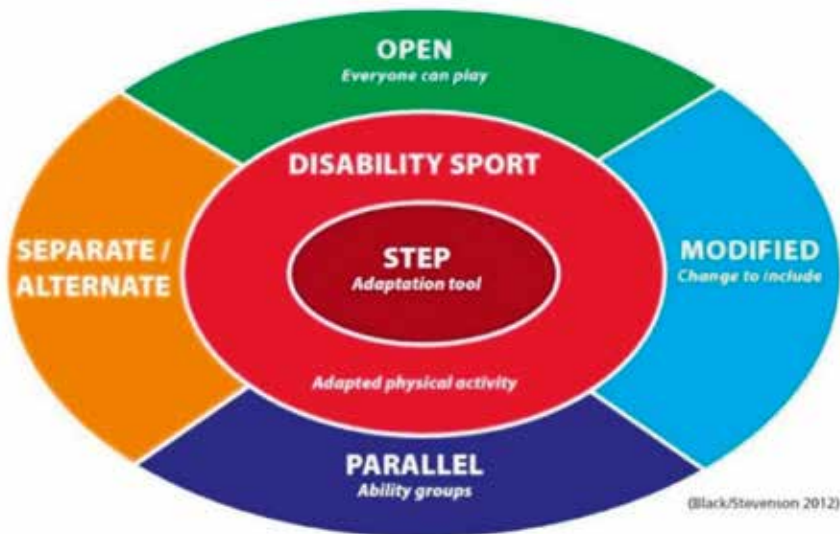 OPEN
Everyone can play
DISABILITY SPORT
SEPARATE /
ALTERNATE
STEP
Adaptation tool
MODIFIED
Change to include
Adapted physical activity
PARALLEL
Ability groups
(Black/Stevenson 2012)